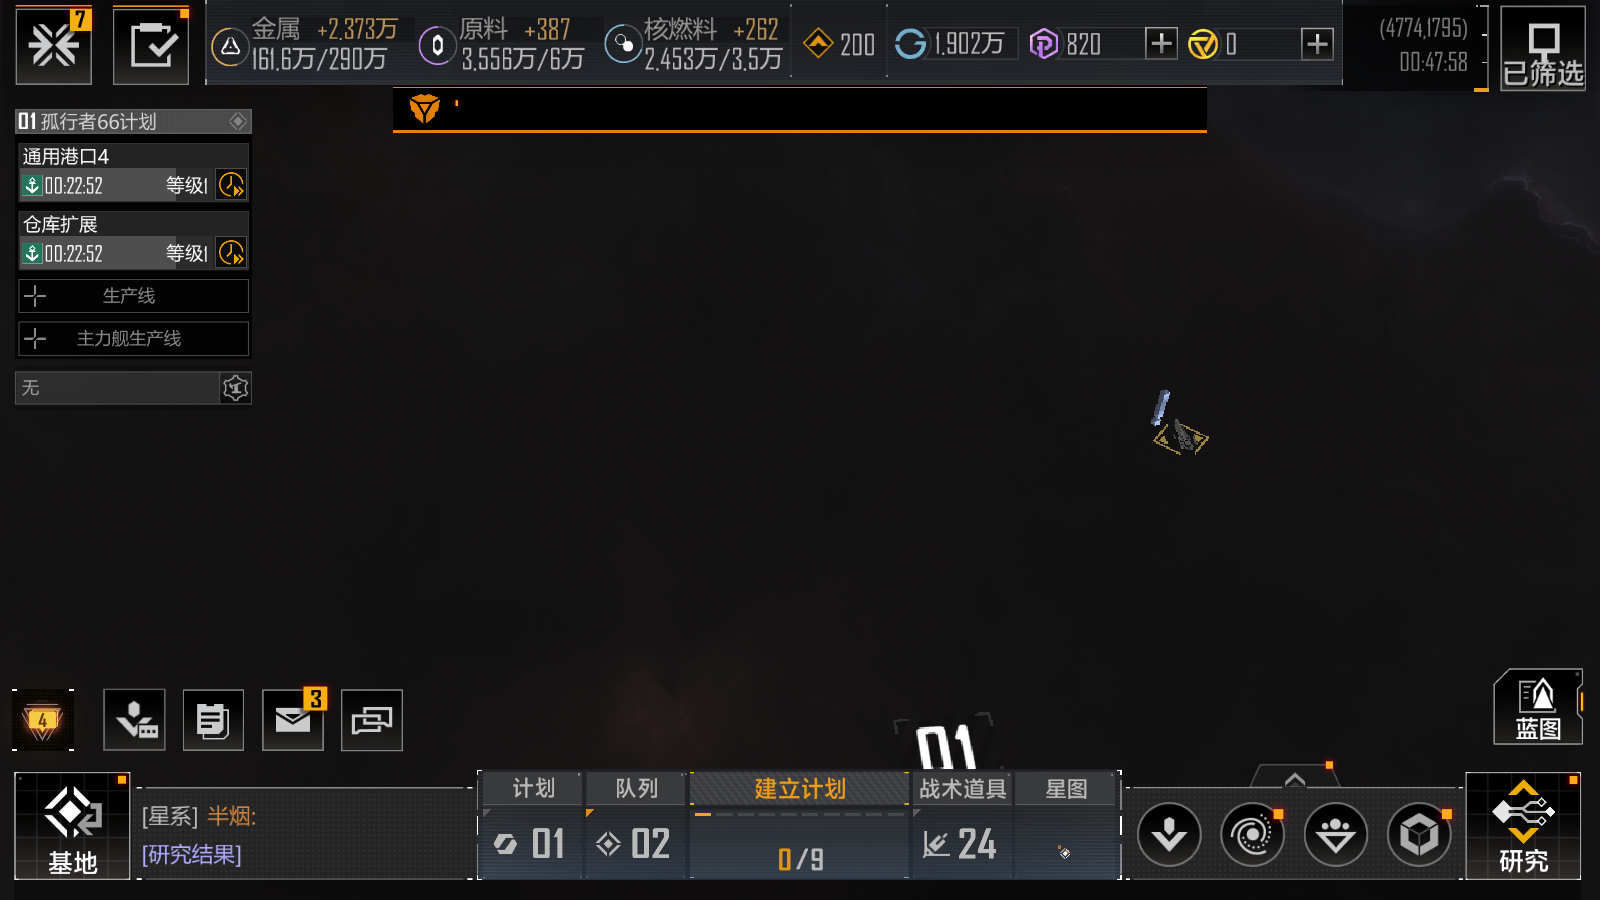 7
金属 +2.373万
161.6万/290万
原料 +387
3.556万/6万
核燃料 +262
2.453万/3.5万
200
1.902万
820
0
(4774,1795)
00:47:58
已筛选
01 孤行者66计划
通用港口4
00:22:52 等级1
仓库扩展
00:22:52 等级1
生产线
主力舰生产线
无
4
3
蓝图
01
基地
[星系] 半烟:
[研究结果]
计划
01
队列
02
建立计划
0/9
战术道具
24
星图
研究